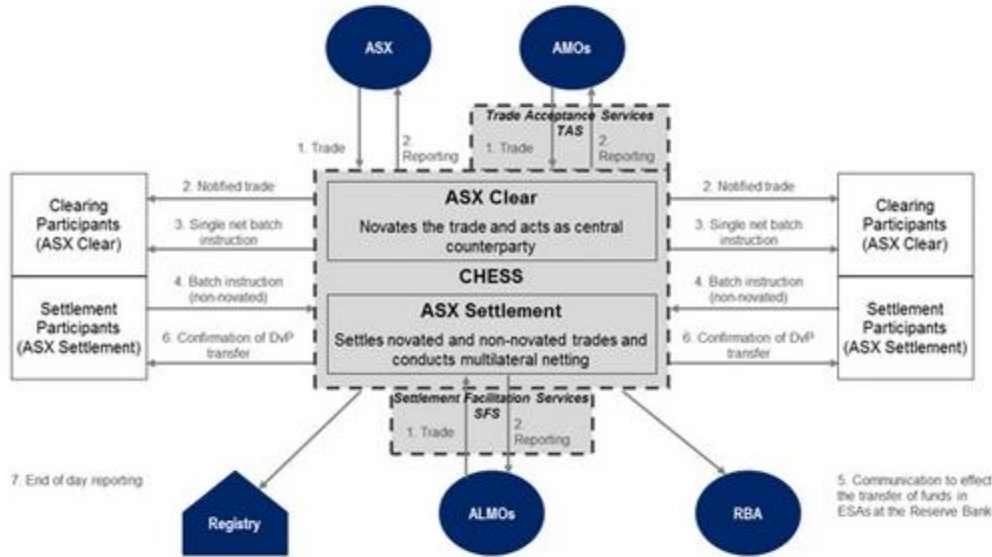 ASX
AMOs
Trade Acceptance Services
TAS
1. Trade
2.
Reporting
1. Trade
2.
Reporting
Clearing
Participants
(ASX Clear)
Settlement
Participants
(ASX Settlement)
2. Notified trade
3. Single net batch
instruction
4. Batch instruction
(non-novated)
6. Confirmation of DvP
transfer
ASX Clear
Novates the trade and acts as central
counterparty
CHESS
ASX Settlement
Settles novated and non-novated trades and
conducts multilateral netting
2. Notified trade
3. Single net batch
instruction
4. Batch instruction
(non-novated)
6. Confirmation of DvP
transfer
Clearing
Participants
(ASX Clear)
Settlement
Participants
(ASX Settlement)
Settlement Facilitation Services
SFS
1. Trade
2.
Reporting
7. End of day reporting
Registry
ALMOs
RBA
5. Communication to effect
the transfer of funds in
ESAs at the Reserve Bank